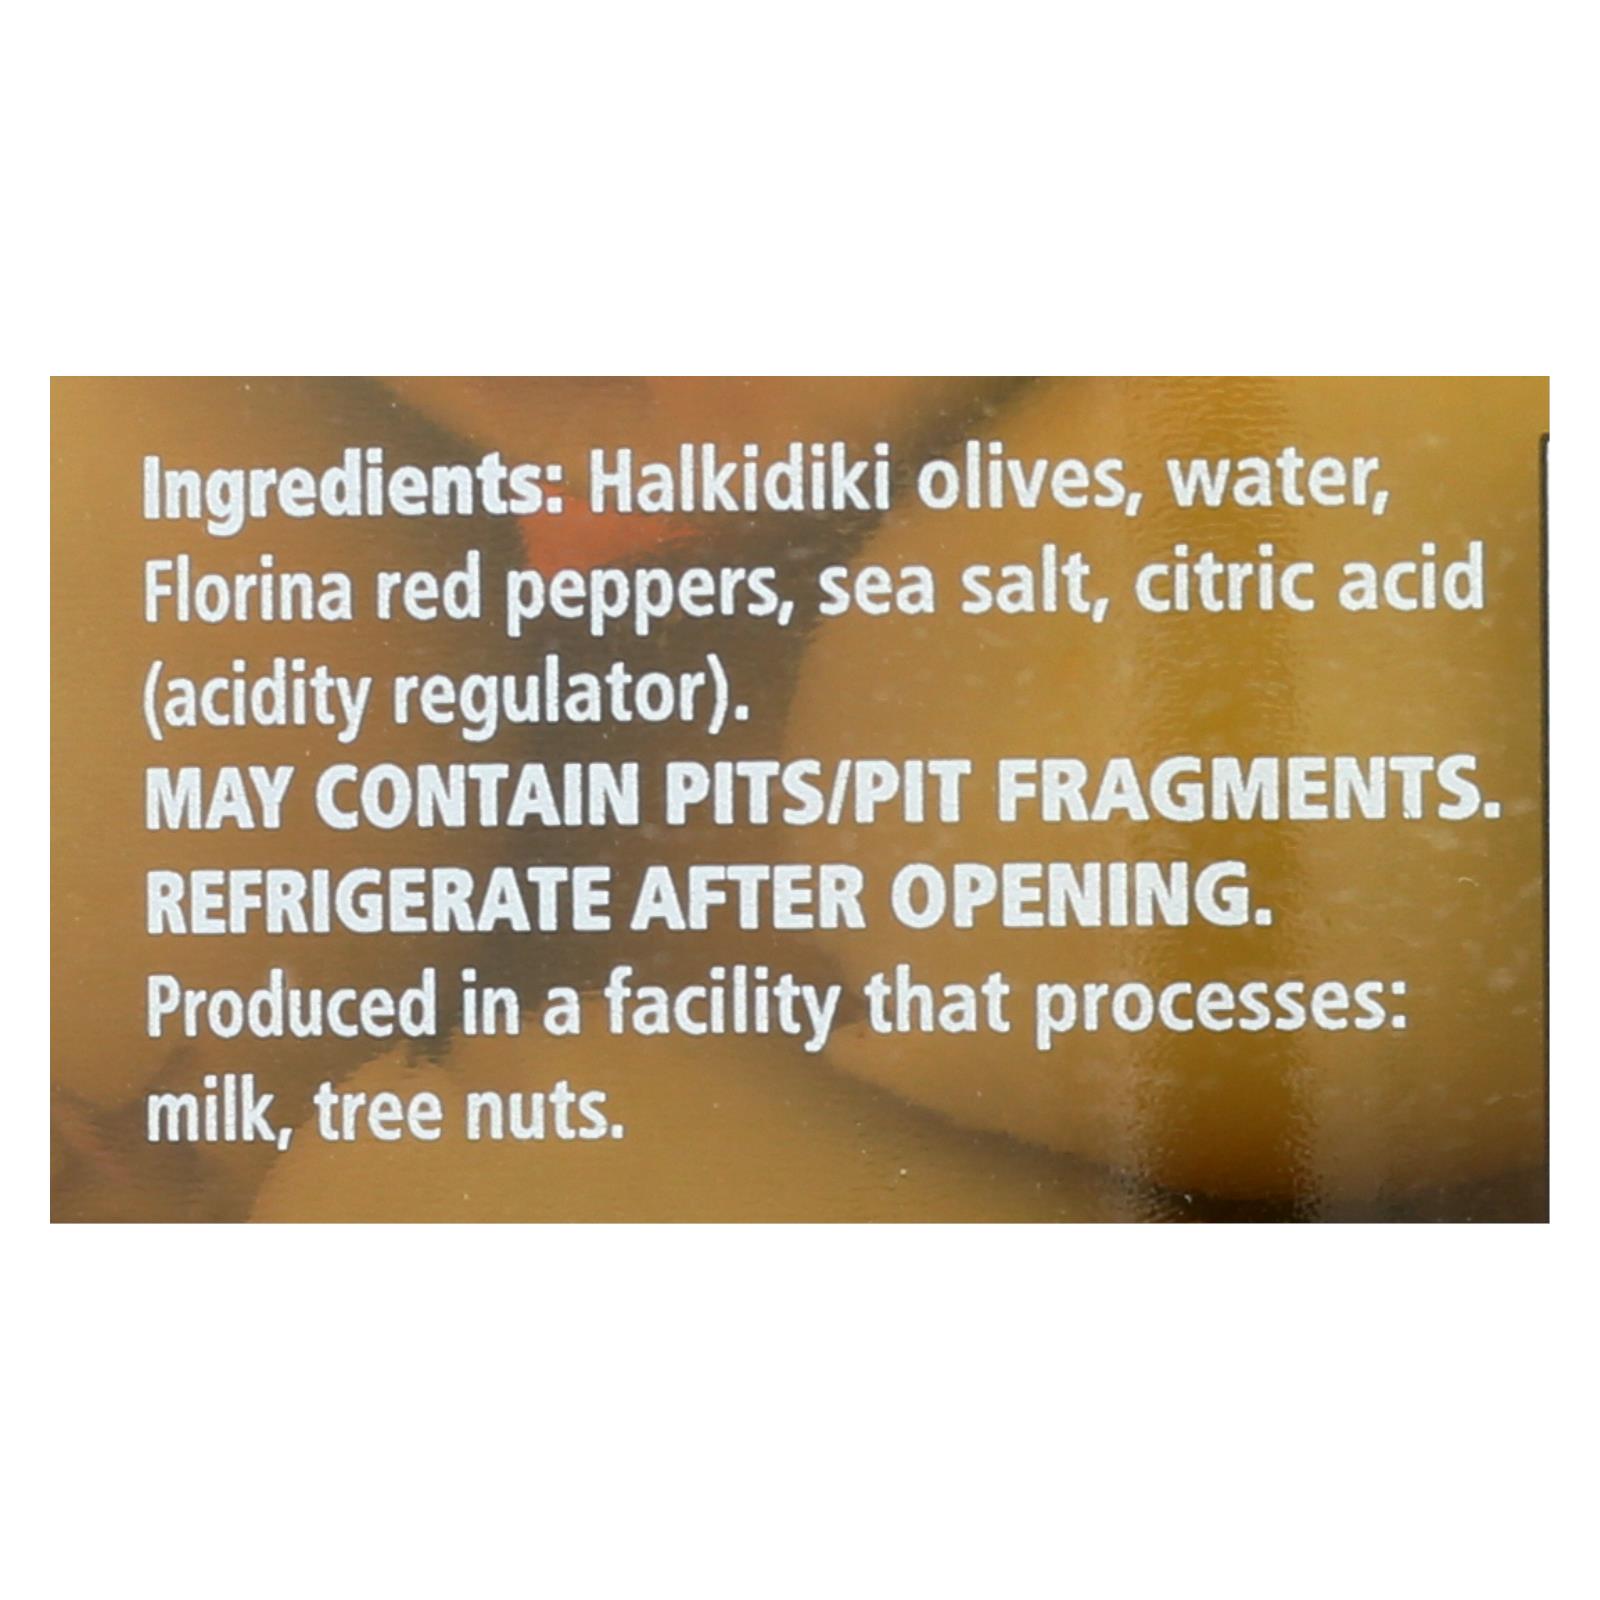 Ingredients: Halkidiki olives, water,
Florina red peppers, sea salt, citric acid
(acidity regulator).
MAY CONTAIN PITS/PIT FRAGMENTS.
REFRIGERATE AFTER OPENING.
Produced in a facility that processes:
milk, tree nuts.